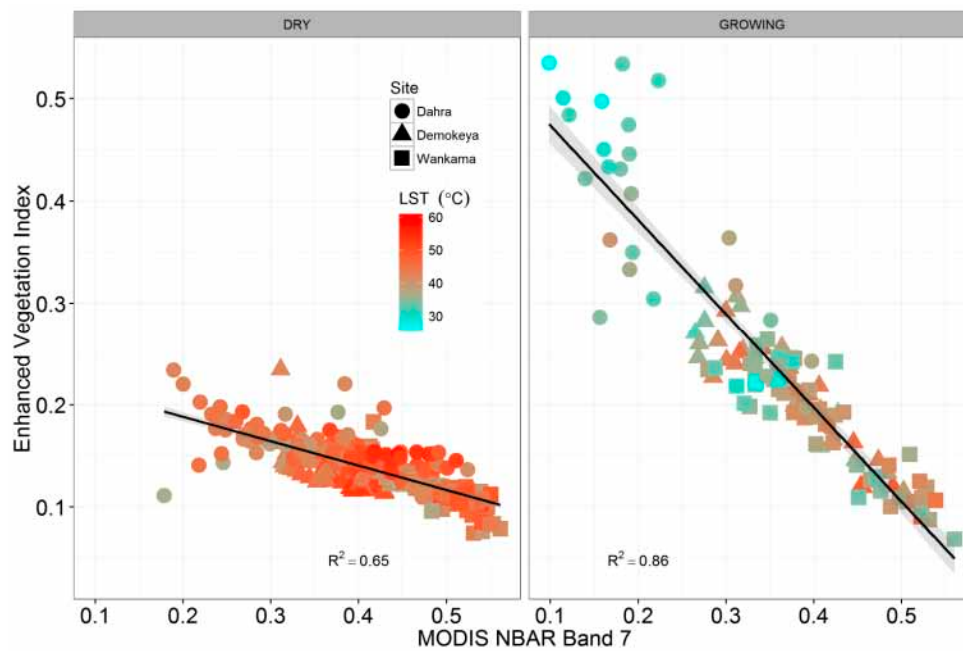 DRY
GROWING
Site
Dahra
Demokeya
Wankama
LST (°C)
60
50
40
30
Enhanced Vegetation Index
0.5
0.4
0.3
0.2
0.1
R² = 0.65
R² = 0.86
0.1 0.2 0.3 0.4 0.5
0.1 0.2 0.3 0.4 0.5
MODIS NBAR Band 7